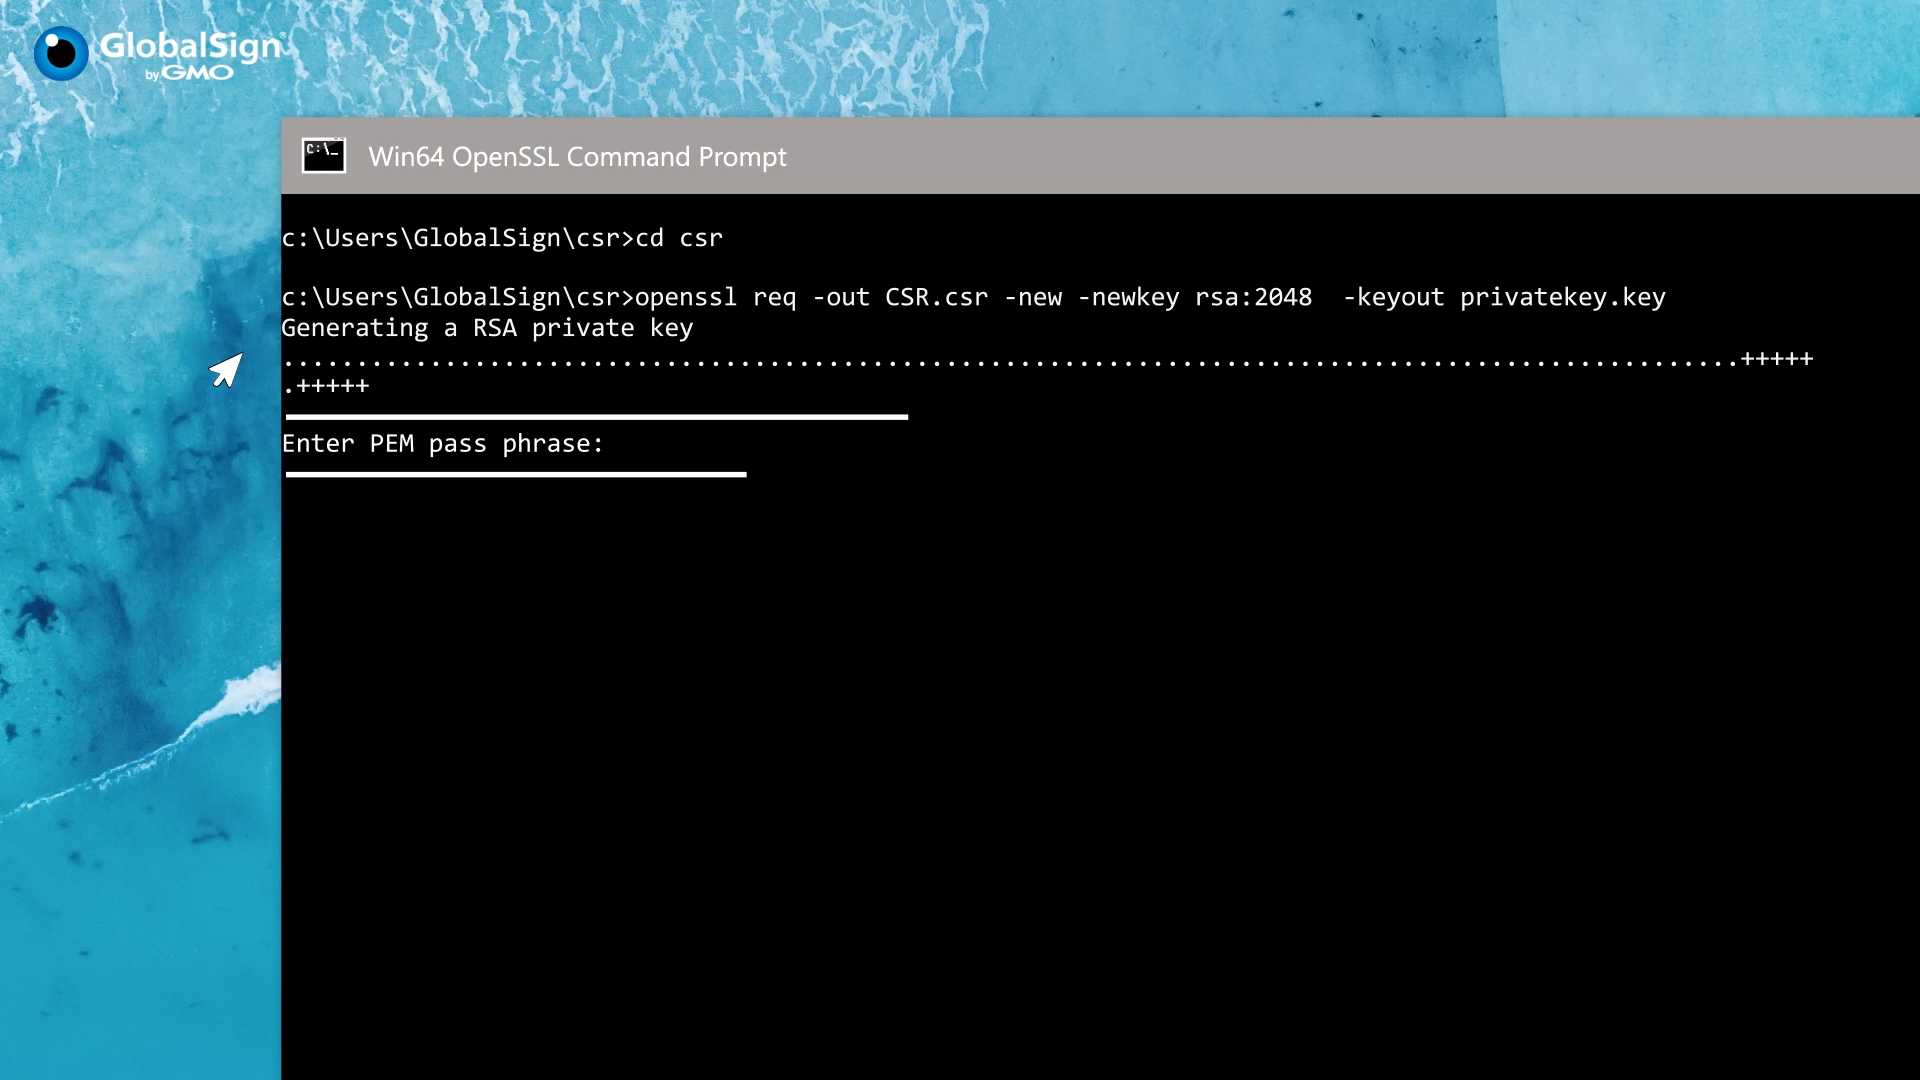 GlobalSign
by GMO
C:\_
Win64 OpenSSL Command Prompt
c:\Users\GlobalSign\csr>cd csr
c:\Users\GlobalSign\csr>openssl req -out CSR.csr -new -newkey rsa:2048  -keyout privatekey.key
Generating a RSA private key
...................................................................................................+++++
.+++++
Enter PEM pass phrase: